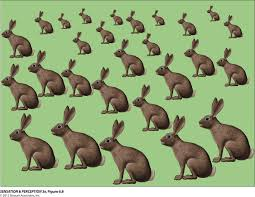 SENSATION & PERCEPTION 3e, Figure 6.8
© 2012 Sinauer Associates, Inc.